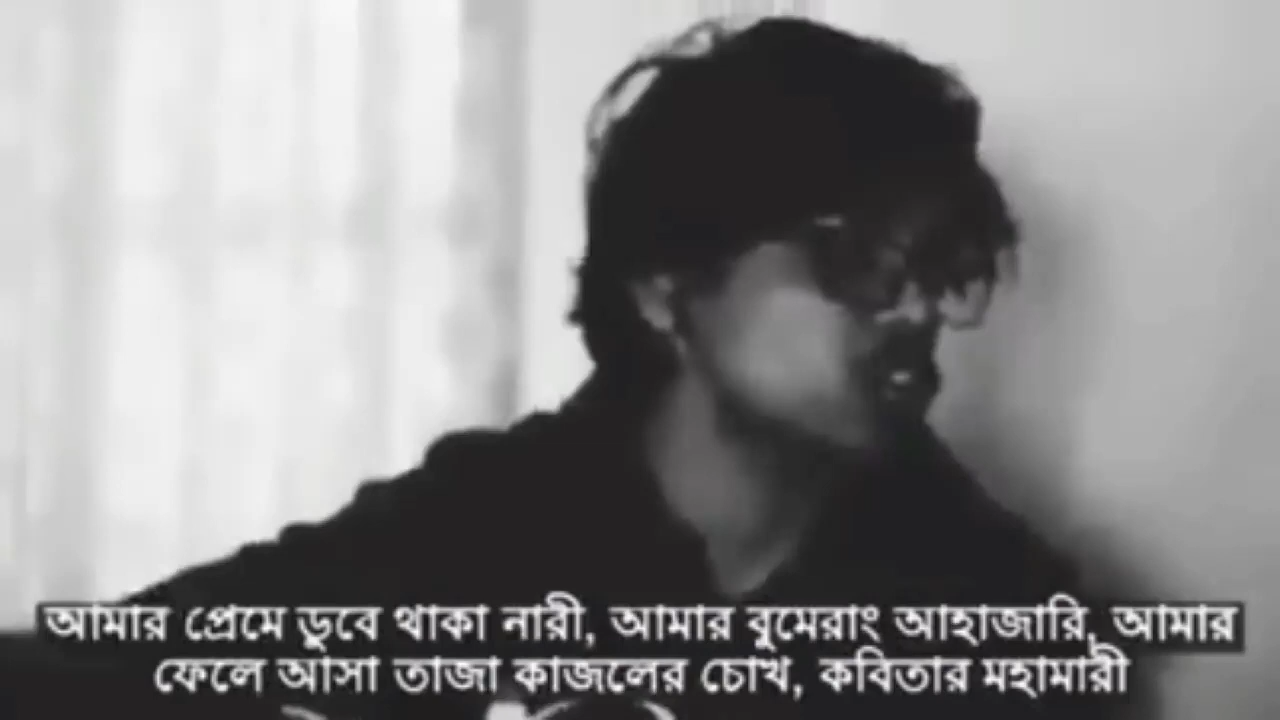 আমার প্রেমে ডুবে থাকা নারী, আমার বুমেরাং আহাজারি, আমার
ফেলে আসা তাজা কাজলের চোখ, কবিতার মহামারী